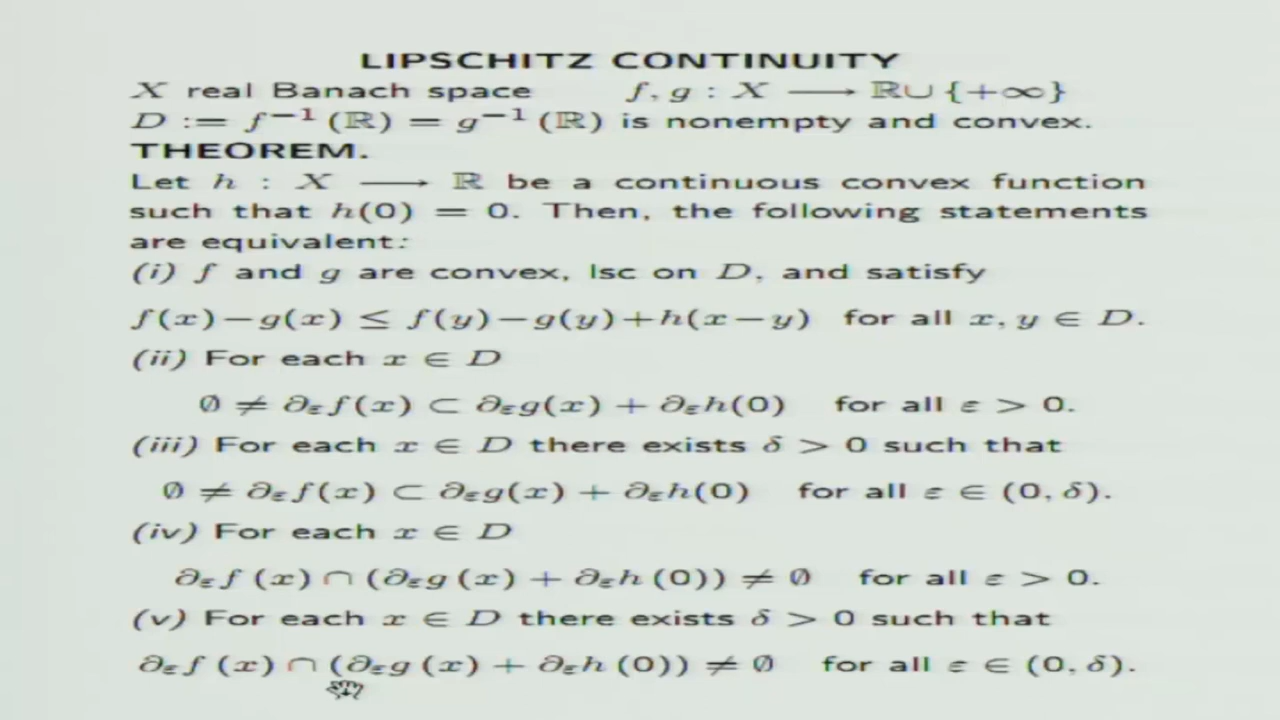 LIPSCHITZ CONTINUITY
X real Banach space f, g : X ⟶ ℝ∪{+∞}
D := f⁻¹(ℝ) = g⁻¹(ℝ) is nonempty and convex.
THEOREM.
Let h : X ⟶ ℝ be a continuous convex function
such that h(0) = 0. Then, the following statements
are equivalent:
(i) f and g are convex, lsc on D, and satisfy
f(x)−g(x) ≤ f(y)−g(y)+h(x−y) for all x, y ∈ D.
(ii) For each x ∈ D
∅ ≠ ∂εf(x) ⊂ ∂εg(x) + ∂εh(0) for all ε > 0.
(iii) For each x ∈ D there exists δ > 0 such that
∅ ≠ ∂εf(x) ⊂ ∂εg(x) + ∂εh(0) for all ε ∈ (0, δ).
(iv) For each x ∈ D
∂εf (x) ∩ (∂εg (x) + ∂εh (0)) ≠ ∅ for all ε > 0.
(v) For each x ∈ D there exists δ > 0 such that
∂εf (x) ∩ (∂εg (x) + ∂εh (0)) ≠ ∅ for all ε ∈ (0, δ).